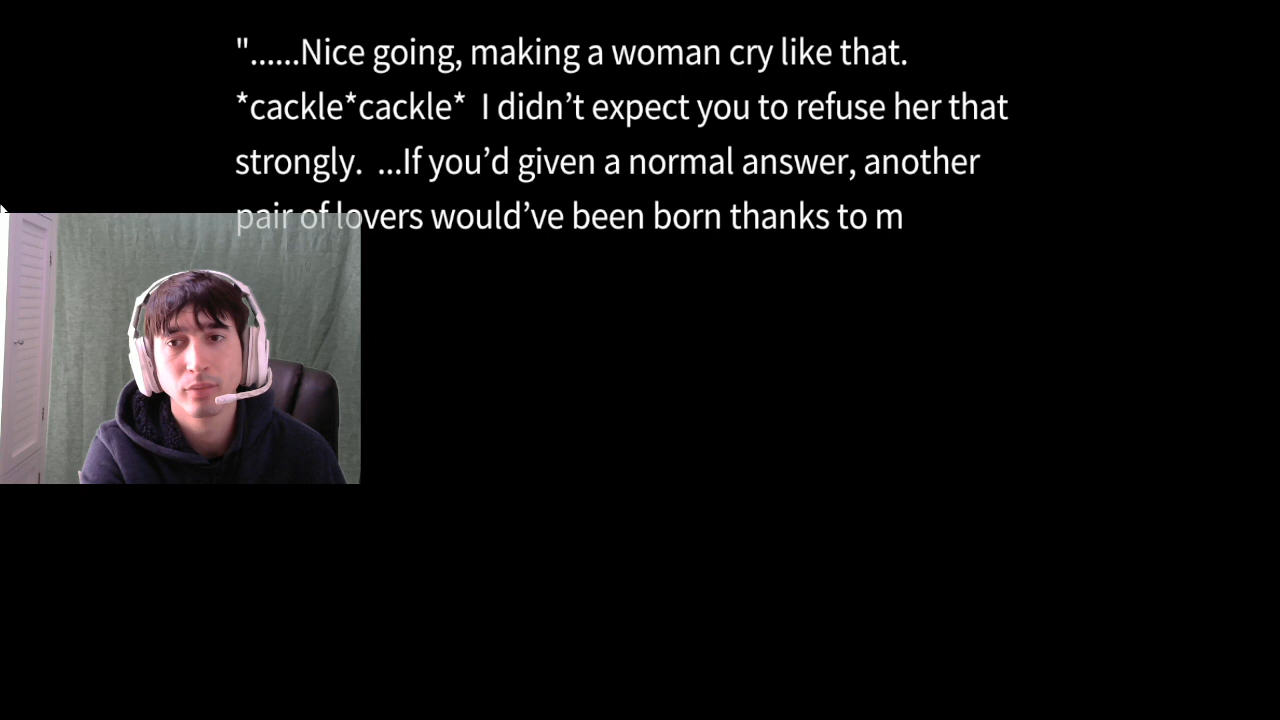 "......Nice going, making a woman cry like that.
*cackle*cackle*  I didn’t expect you to refuse her that
strongly.  ...If you’d given a normal answer, another
pair of lovers would’ve been born thanks to m